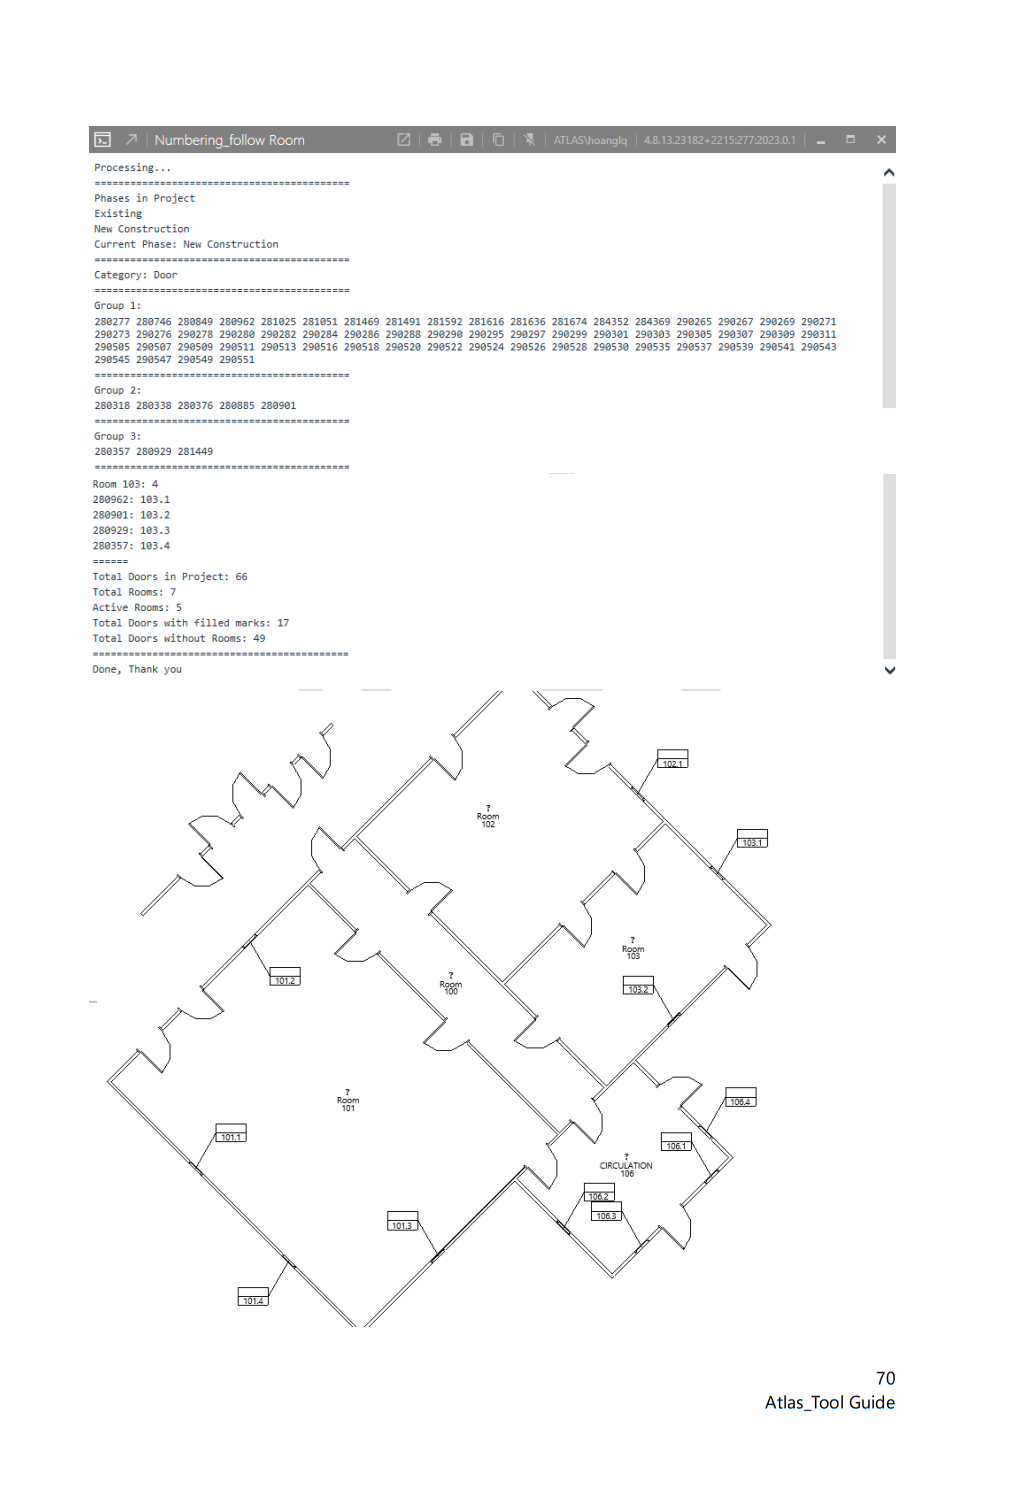 Numbering_follow Room
ATLAS\hoanglq
4.8.13.23182+2215:277:2023.0.1
Processing...
===========================================
Phases in Project
Existing
New Construction
Current Phase: New Construction
===========================================
Category: Door
===========================================
Group 1:
280277 280746 280849 280962 281025 281051 281469 281491 281592 281616 281636 281674 284352 284369 290265 290267 290269 290271
290273 290276 290278 290280 290282 290284 290286 290288 290290 290295 290297 290299 290301 290303 290305 290307 290309 290311
290505 290507 290509 290511 290513 290516 290518 290520 290522 290524 290526 290528 290530 290535 290537 290539 290541 290543
290545 290547 290549 290551
===========================================
Group 2:
280318 280338 280376 280885 280901
===========================================
Group 3:
280357 280929 281449
===========================================
Room 103: 4
280962: 103.1
280901: 103.2
280929: 103.3
280357: 103.4
======
Total Doors in Project: 66
Total Rooms: 7
Active Rooms: 5
Total Doors with filled marks: 17
Total Doors without Rooms: 49
===========================================
Done, Thank you
102.1
?
Room
102
103.1
?
Room
103
101.2
?
Room
100
103.2
?
Room
101
106.4
101.1
106.1
?
CIRCULATION
106
106.2
101.3
106.3
101.4
70
Atlas_Tool Guide